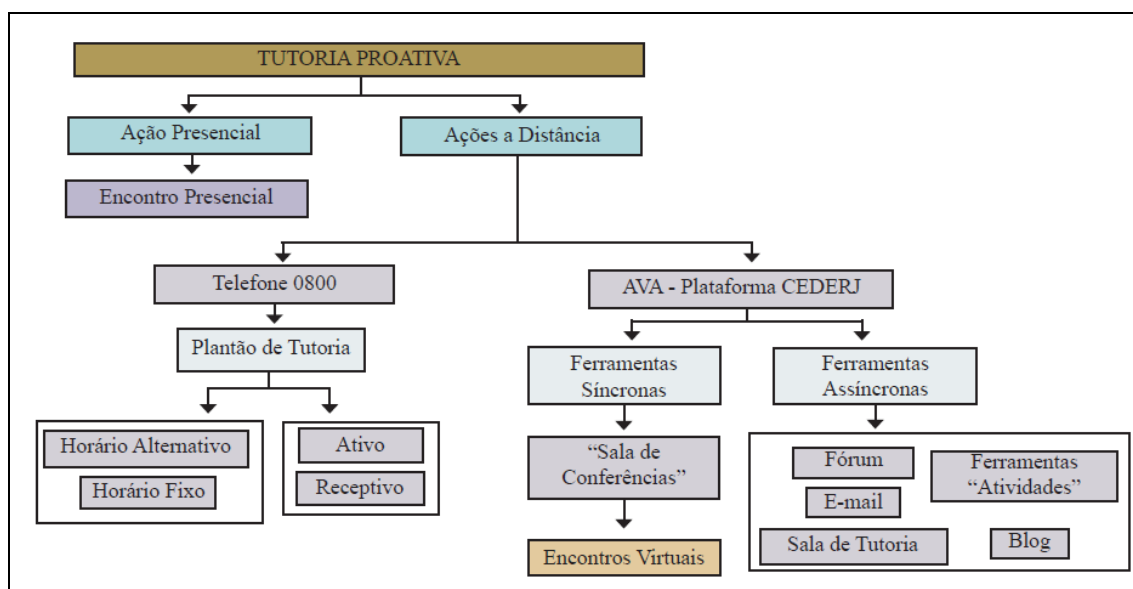 TUTORIA PROATIVA
Ação Presencial
Ações a Distância
Encontro Presencial
Telefone 0800
AVA - Plataforma CEDERJ
Plantão de Tutoria
Ferramentas
Síncronas
Ferramentas
Assíncronas
Horário Alternativo
Horário Fixo
Ativo
Receptivo
“Sala de
Conferências”
Fórum
Ferramentas
“Atividades”
E-mail
Sala de Tutoria
Blog
Encontros Virtuais